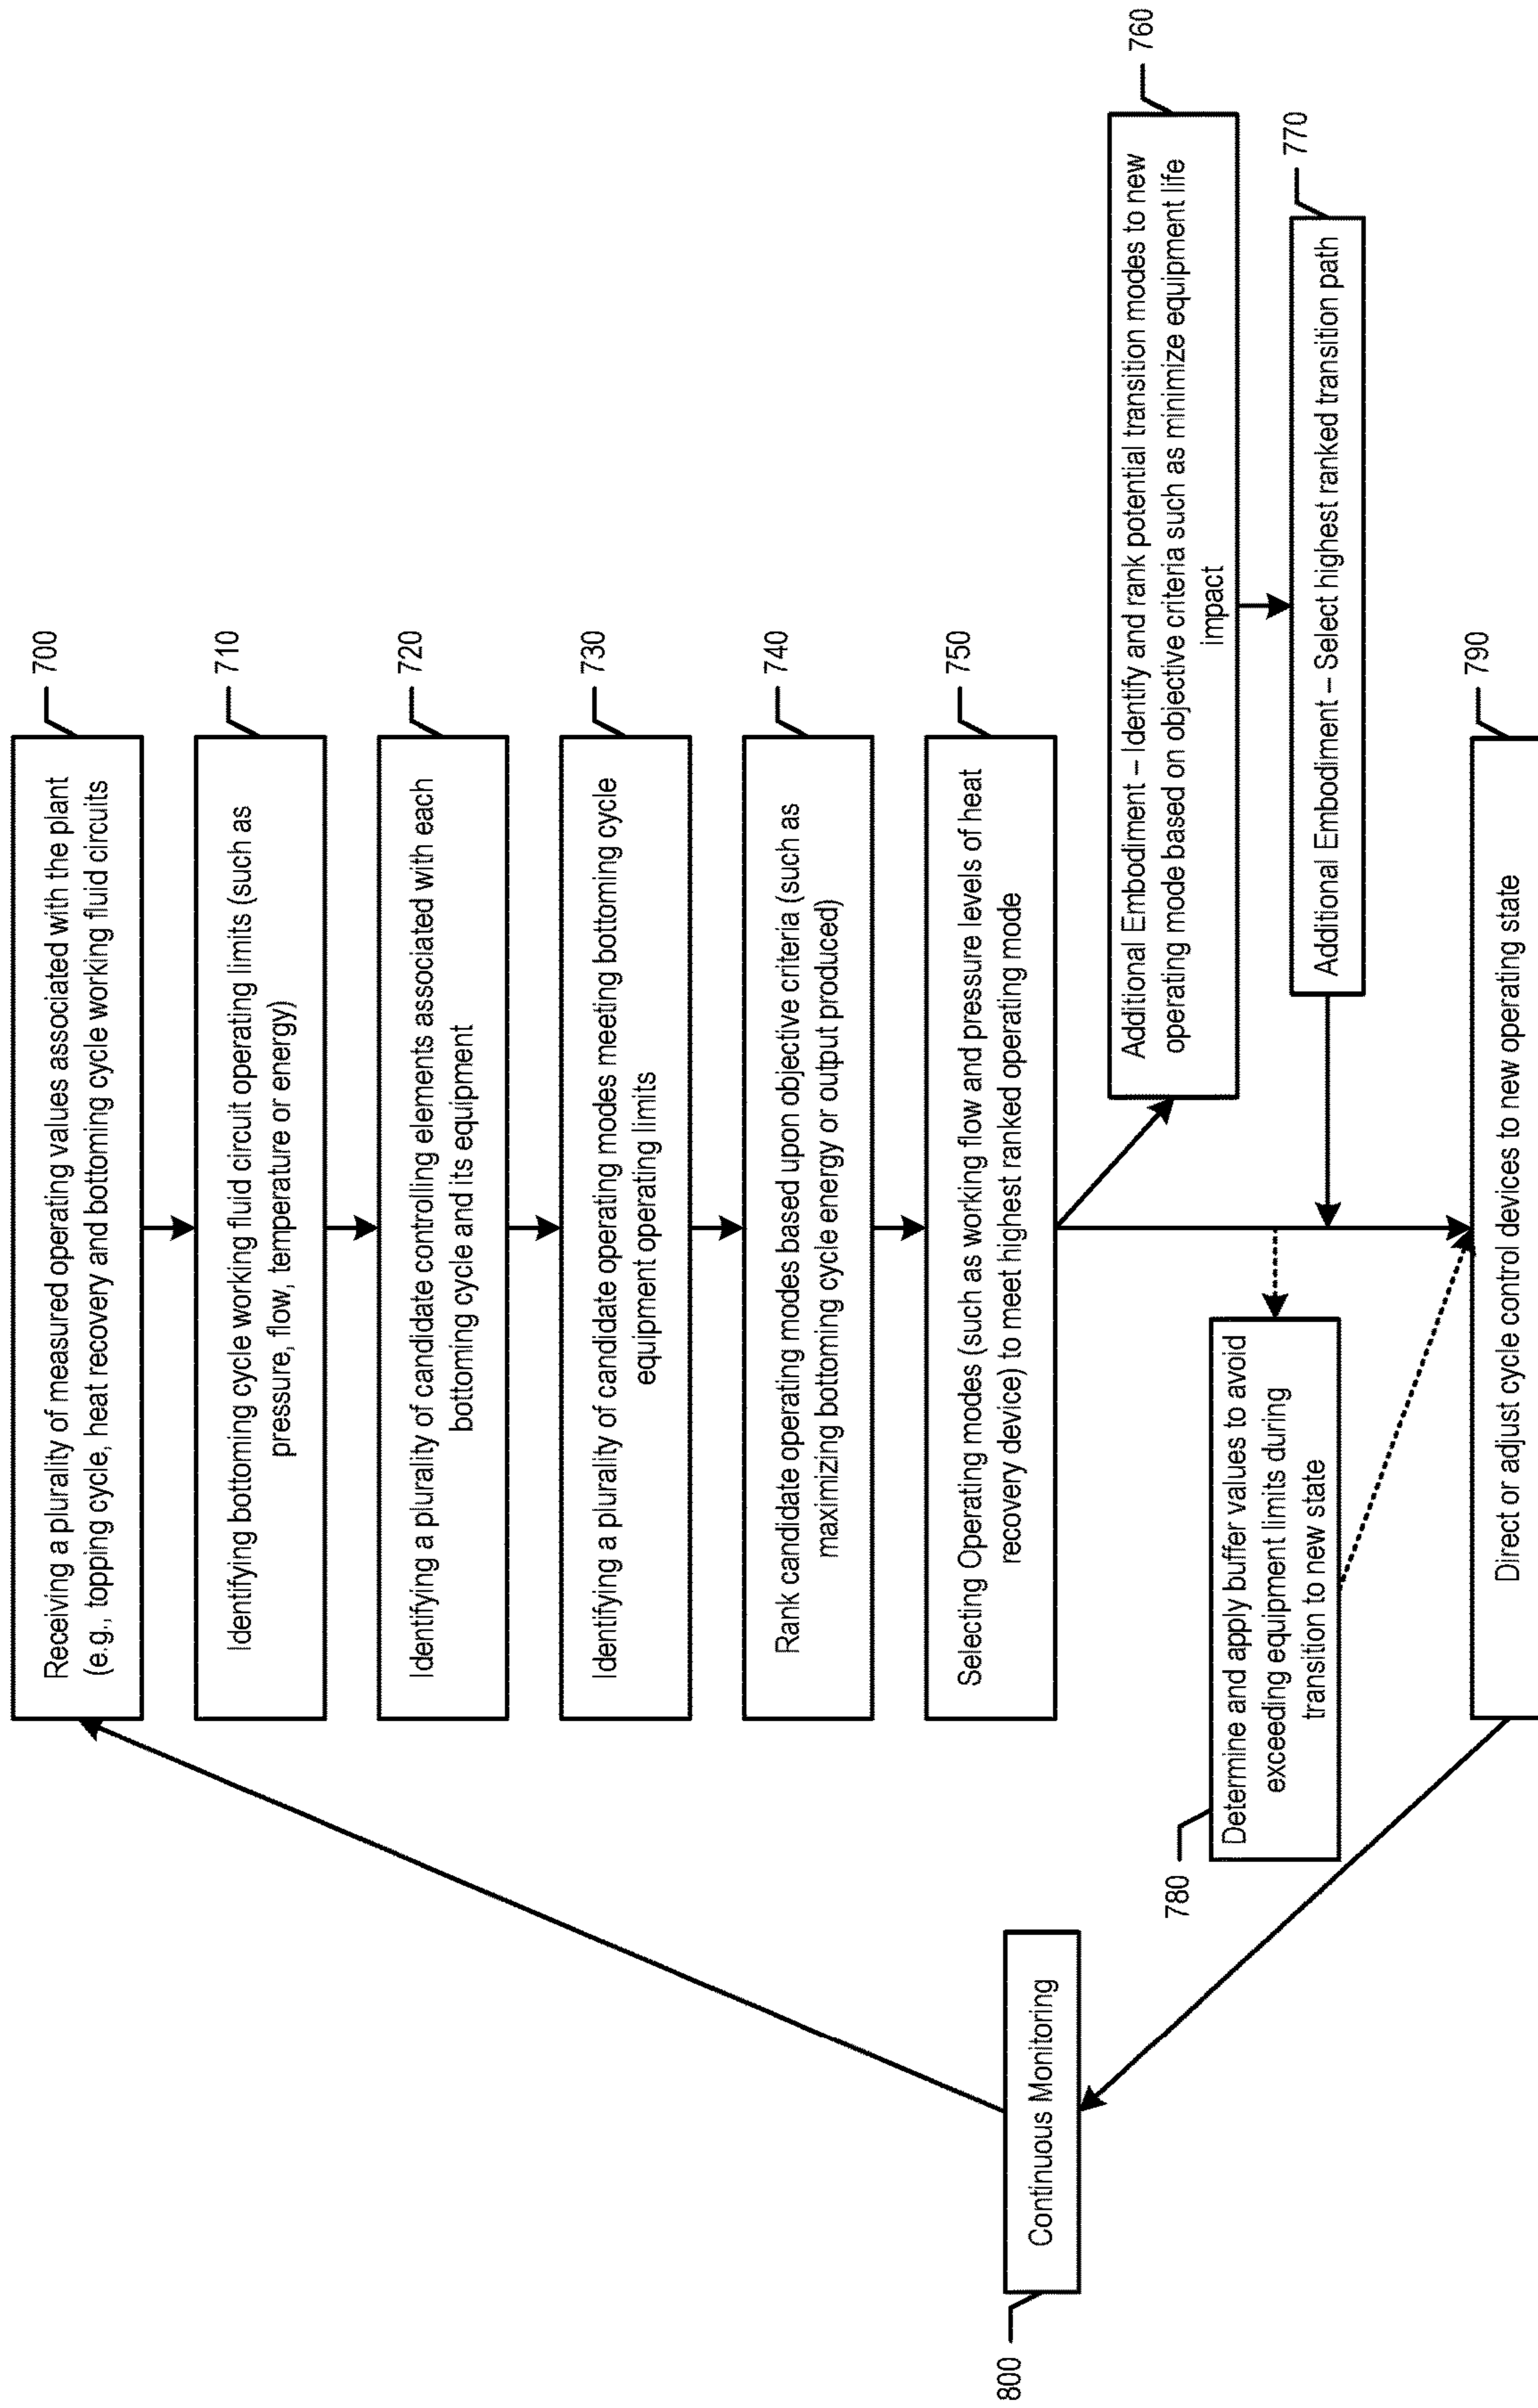 Receiving a plurality of measured operating values associated with the plant
(e.g., topping cycle, heat recovery and bottoming cycle working fluid circuits
700
Identifying bottoming cycle working fluid circuit operating limits (such as
pressure, flow, temperature or energy)
710
Identifying a plurality of candidate controlling elements associated with each
bottoming cycle and its equipment
720
Identifying a plurality of candidate operating modes meeting bottoming cycle
equipment operating limits
730
Rank candidate operating modes based upon objective criteria (such as
maximizing bottoming cycle energy or output produced)
740
Selecting Operating modes (such as working flow and pressure levels of heat
recovery device) to meet highest ranked operating mode
750
Additional Embodiment – Identify and rank potential transition modes to new
operating mode based on objective criteria such as minimize equipment life
impact
760
Additional Embodiment – Select highest ranked transition path
770
780
Determine and apply buffer values to avoid
exceeding equipment limits during
transition to new state
Direct or adjust cycle control devices to new operating state
790
Continuous Monitoring
800